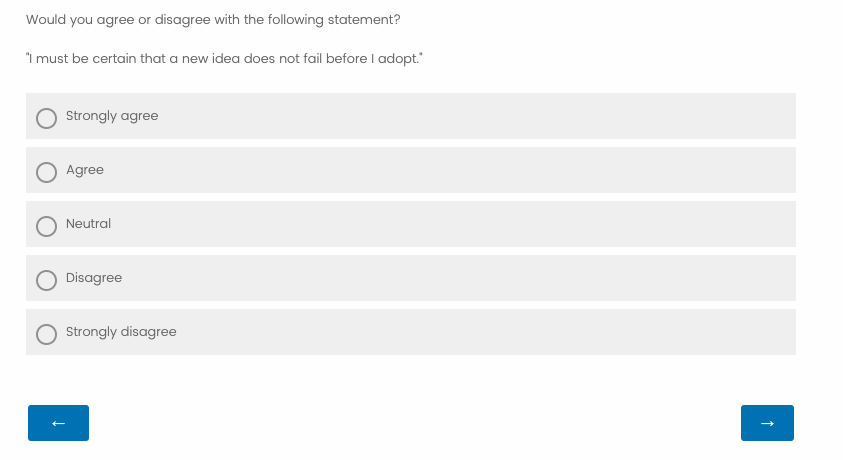 Would you agree or disagree with the following statement?
"I must be certain that a new idea does not fail before I adopt."
Strongly agree
Agree
Neutral
Disagree
Strongly disagree
← →